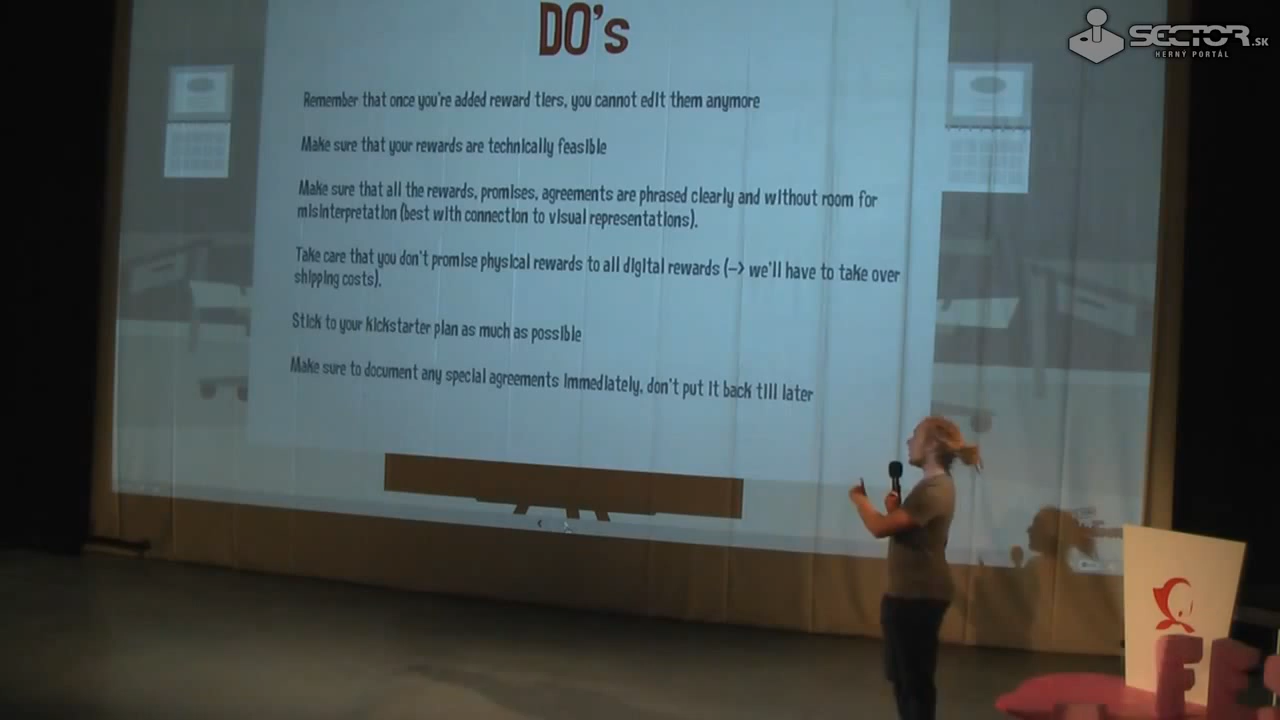 DO's
SECTOR.SK
HERNÝ PORTÁL
Remember that once you're added reward tiers, you cannot edit them anymore
Make sure that your rewards are technically feasible
Make sure that all the rewards, promises, agreements are phrased clearly and without room for
misinterpretation (best with connection to visual representations).
Take care that you don't promise physical rewards to all digital rewards (-> we'll have to take over
shipping costs).
Stick to your kickstarter plan as much as possible
Make sure to document any special agreements immediately, don't put it back till later
FE